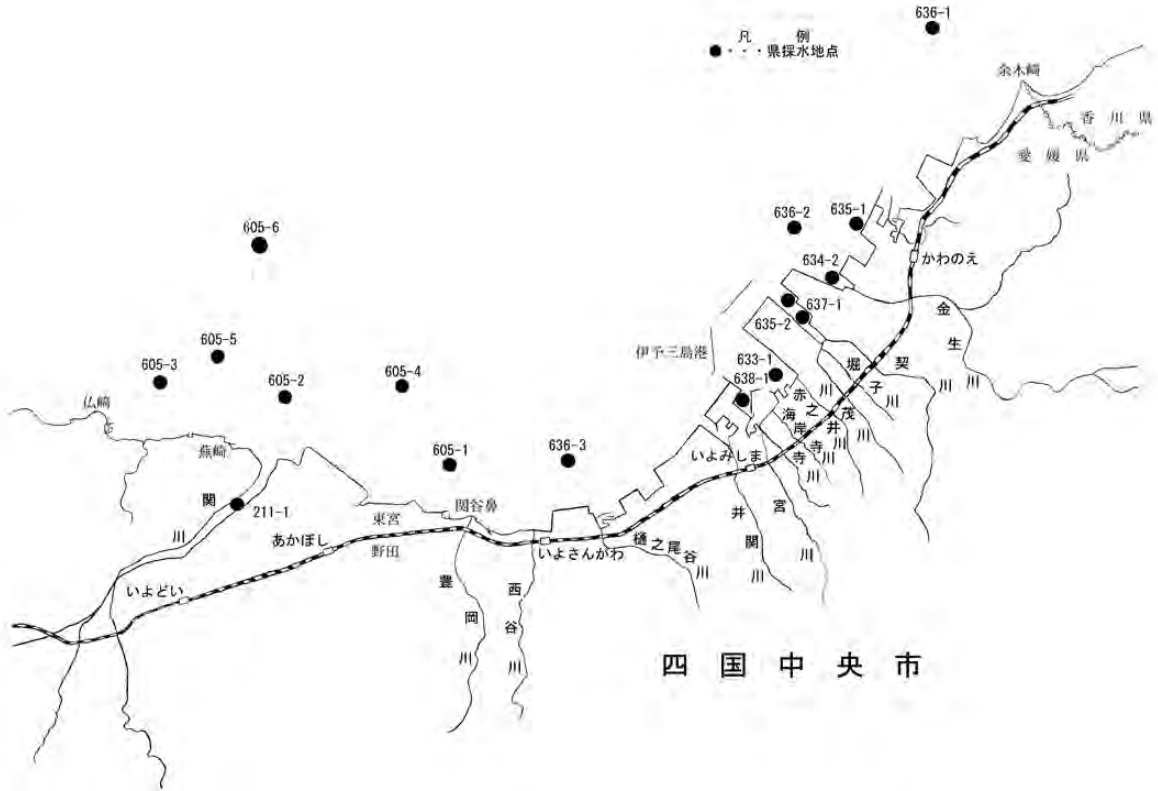 636-1
凡 例
●・・・県採水地点
余木崎
香川県
愛媛県
636-2
635-1
605-6
634-2
かわのえ
637-1
635-2
金生川
605-5
伊予三島港
605-3
633-1
堀川
契川
605-2
605-4
638-1
赤之井川
子川
茂川
仏崎
海岸寺川
寺川
蕪崎
605-1
636-3
いよみしま
関川
211-1
東宮
関谷鼻
井関川
宮川
あかぼし
野田
いよさんがわ
樋之尾谷川
いよどい
豊岡川
西谷川
四国中央市